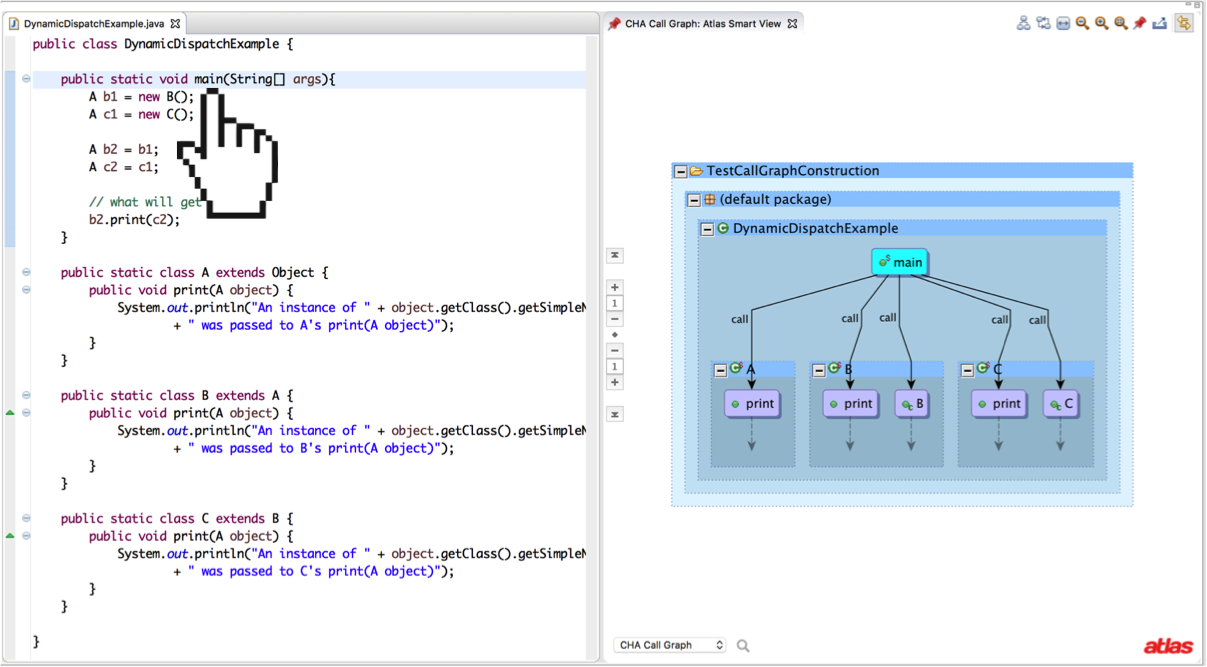 DynamicDispatchExample.java
public class DynamicDispatchExample {
public static void main(String[] args){
A b1 = new B();
A c1 = new C();
A b2 = b1;
A c2 = c1;
// what will get
b2.print(c2);
}
public static class A extends Object {
public void print(A object) {
System.out.println("An instance of " + object.getClass().getSimpleN
+ " was passed to A's print(A object)");
}
}
public static class B extends A {
public void print(A object) {
System.out.println("An instance of " + object.getClass().getSimpleN
+ " was passed to B's print(A object)");
}
}
public static class C extends B {
public void print(A object) {
System.out.println("An instance of " + object.getClass().getSimpleN
+ " was passed to C's print(A object)");
}
}
}
CHA Call Graph: Atlas Smart View
TestCallGraphConstruction
(default package)
DynamicDispatchExample
main
call call call call call
A B C
print print B print C
1
1
CHA Call Graph
atlas